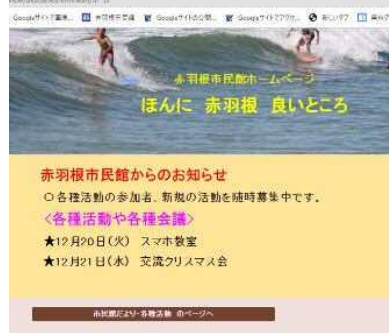 赤羽根市民館ホームページ
ほんに 赤羽根 良いところ
赤羽根市民館からのお知らせ
○各種活動の参加者、新規の活動を随時募集中です。
<各種活動や各種会議>
★12月20日(火) スマホ教室
★12月21日(水) 交流クリスマス会
市民館だより・各種活動 のページへ